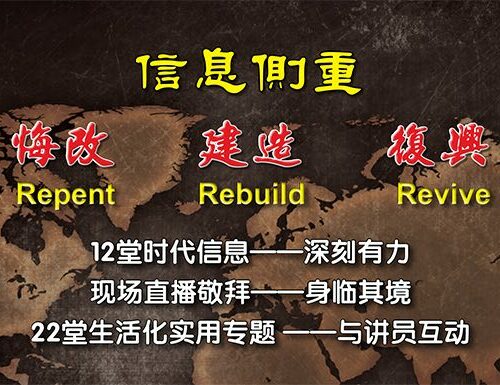 信息側重
悔改 建造 復興
Repent Rebuild Revive
12堂时代信息——深刻有力
现场直播敬拜——身临其境
22堂生活化实用专题 ——与讲员互动